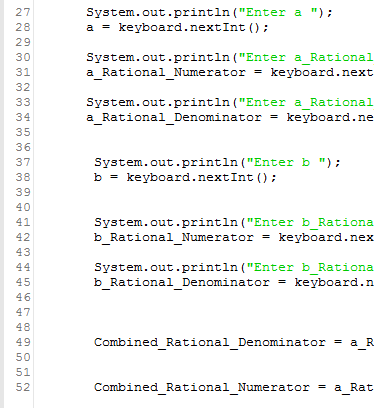 27 System.out.println("Enter a ");
28 a = keyboard.nextInt();
29
30 System.out.println("Enter a_Rational
31 a_Rational_Numerator = keyboard.next
32
33 System.out.println("Enter a_Rational
34 a_Rational_Denominator = keyboard.ne
35
36
37 System.out.println("Enter b ");
38 b = keyboard.nextInt();
39
40
41 System.out.println("Enter b_Rationa
42 b_Rational_Numerator = keyboard.nex
43
44 System.out.println("Enter b_Rationa
45 b_Rational_Denominator = keyboard.n
46
47
48
49 Combined_Rational_Denominator = a_R
50
51
52 Combined_Rational_Numerator = a_Rat